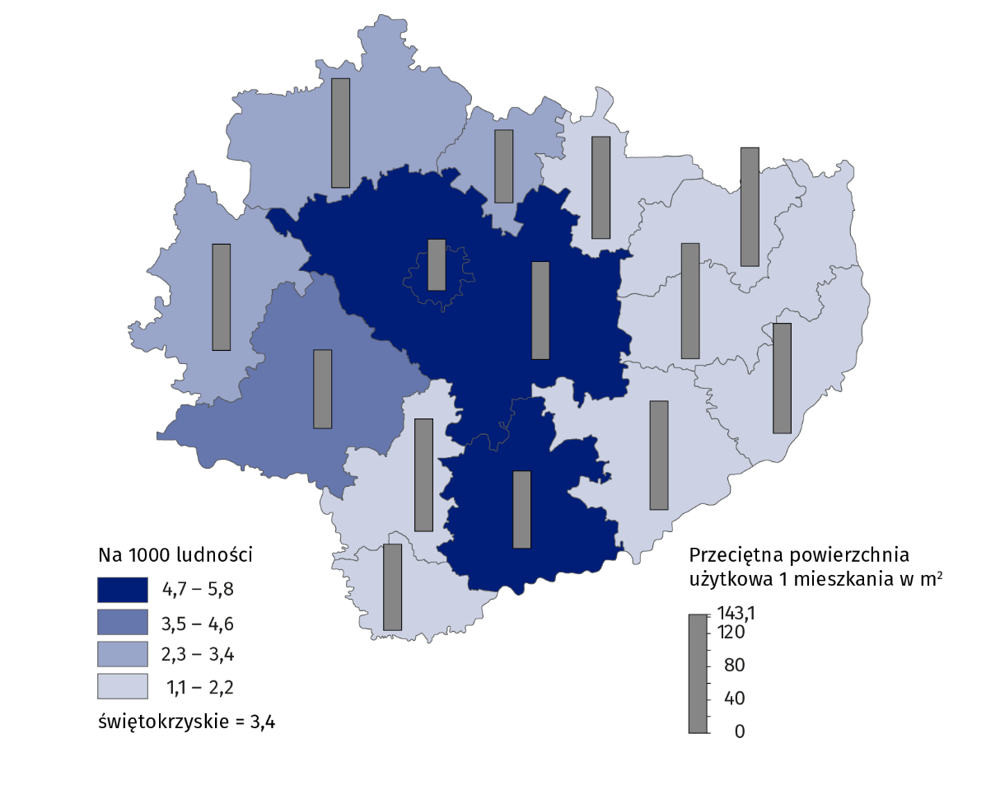 Na 1000 ludności
4,7 – 5,8
3,5 – 4,6
2,3 – 3,4
1,1 – 2,2
świętokrzyskie = 3,4
Przeciętna powierzchnia
użytkowa 1 mieszkania w m²
143,1
120
80
40
0